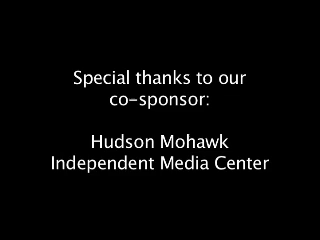 Special thanks to our
co-sponsor:
Hudson Mohawk
Independent Media Center